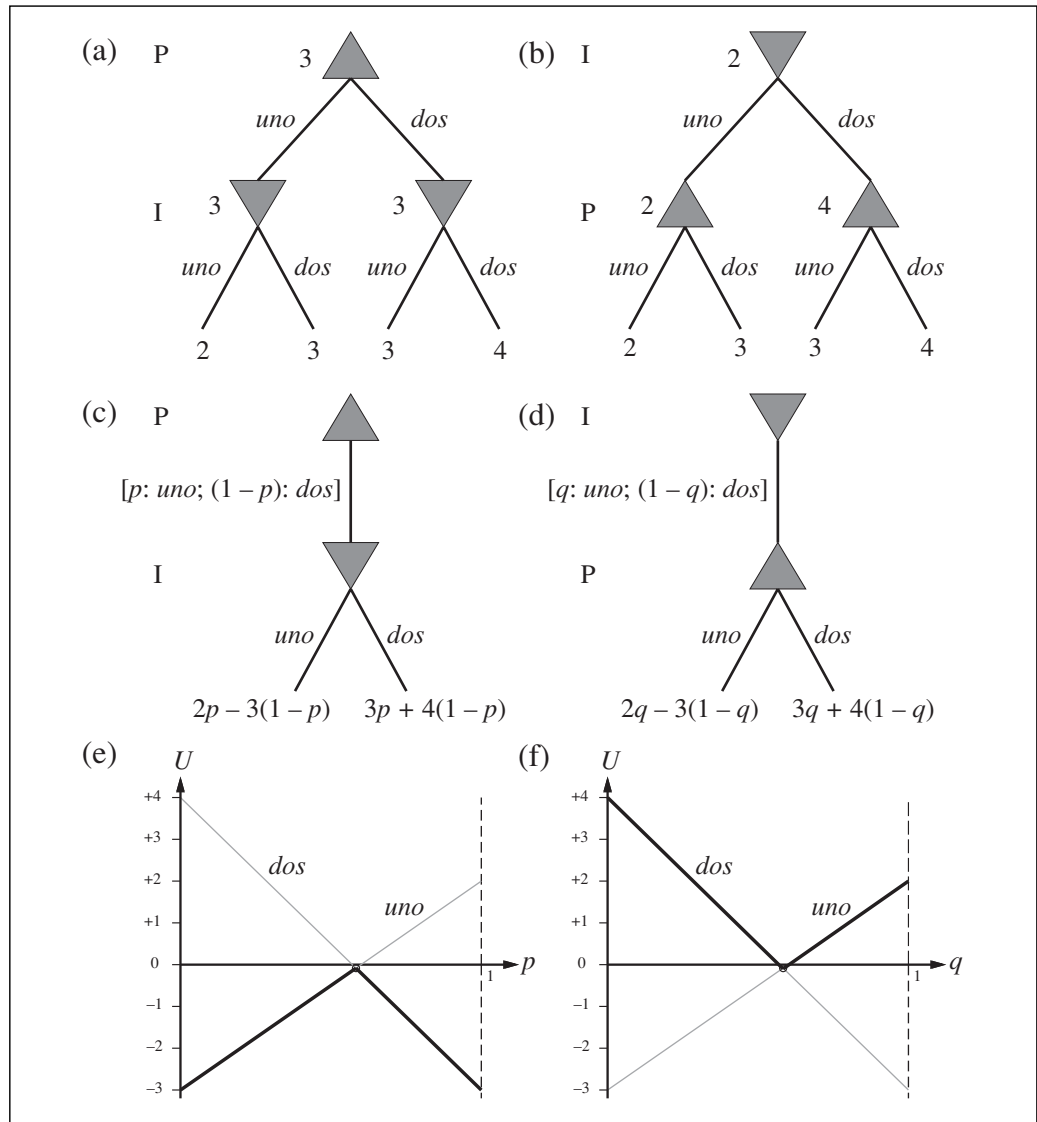 (a) P 3
uno dos
I 3 3
uno dos uno dos
2 3 3 4
(b) I 2
uno dos
P 2 4
uno dos uno dos
2 3 3 4
(c) P
[p: uno; (1 – p): dos]
I
uno dos
2p – 3(1 – p) 3p + 4(1 – p)
(d) I
[q: uno; (1 – q): dos]
P
uno dos
2q – 3(1 – q) 3q + 4(1 – q)
(e) U
+4
+3
dos
+2
uno
+1
0 p
1
–1
–2
–3
(f) U
+4
+3
dos
+2
uno
+1
0 q
1
–1
–2
–3